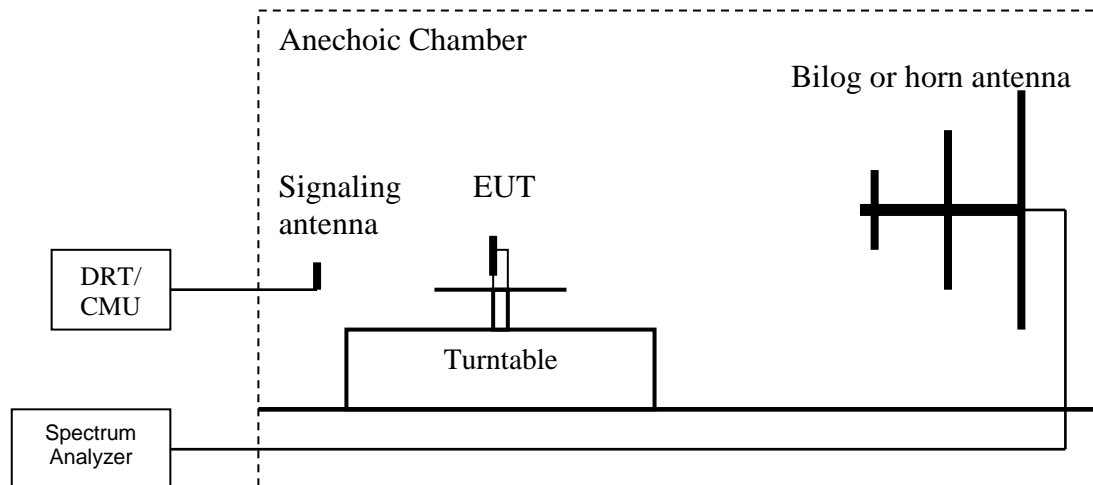 Anechoic Chamber
Bilog or horn antenna
Signaling
antenna
EUT
DRT/
CMU
Turntable
Spectrum
Analyzer